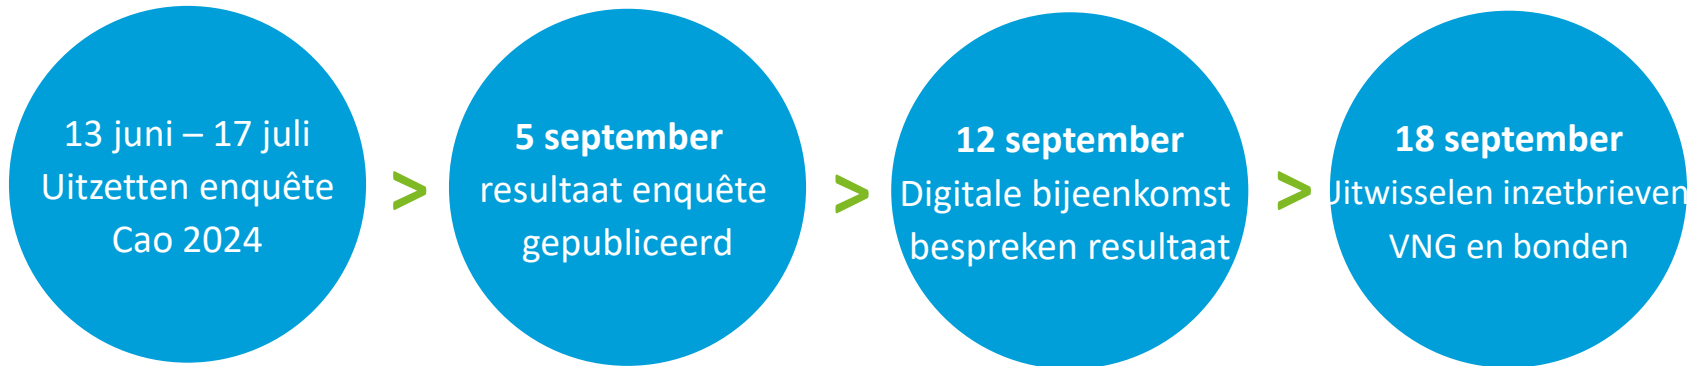 13 juni – 17 juli
Uitzetten enquête
Cao 2024
>
5 september
resultaat enquête
gepubliceerd
>
12 september
Digitale bijeenkomst
bespreken resultaat
>
18 september
Uitwisselen inzetbrieven
VNG en bonden